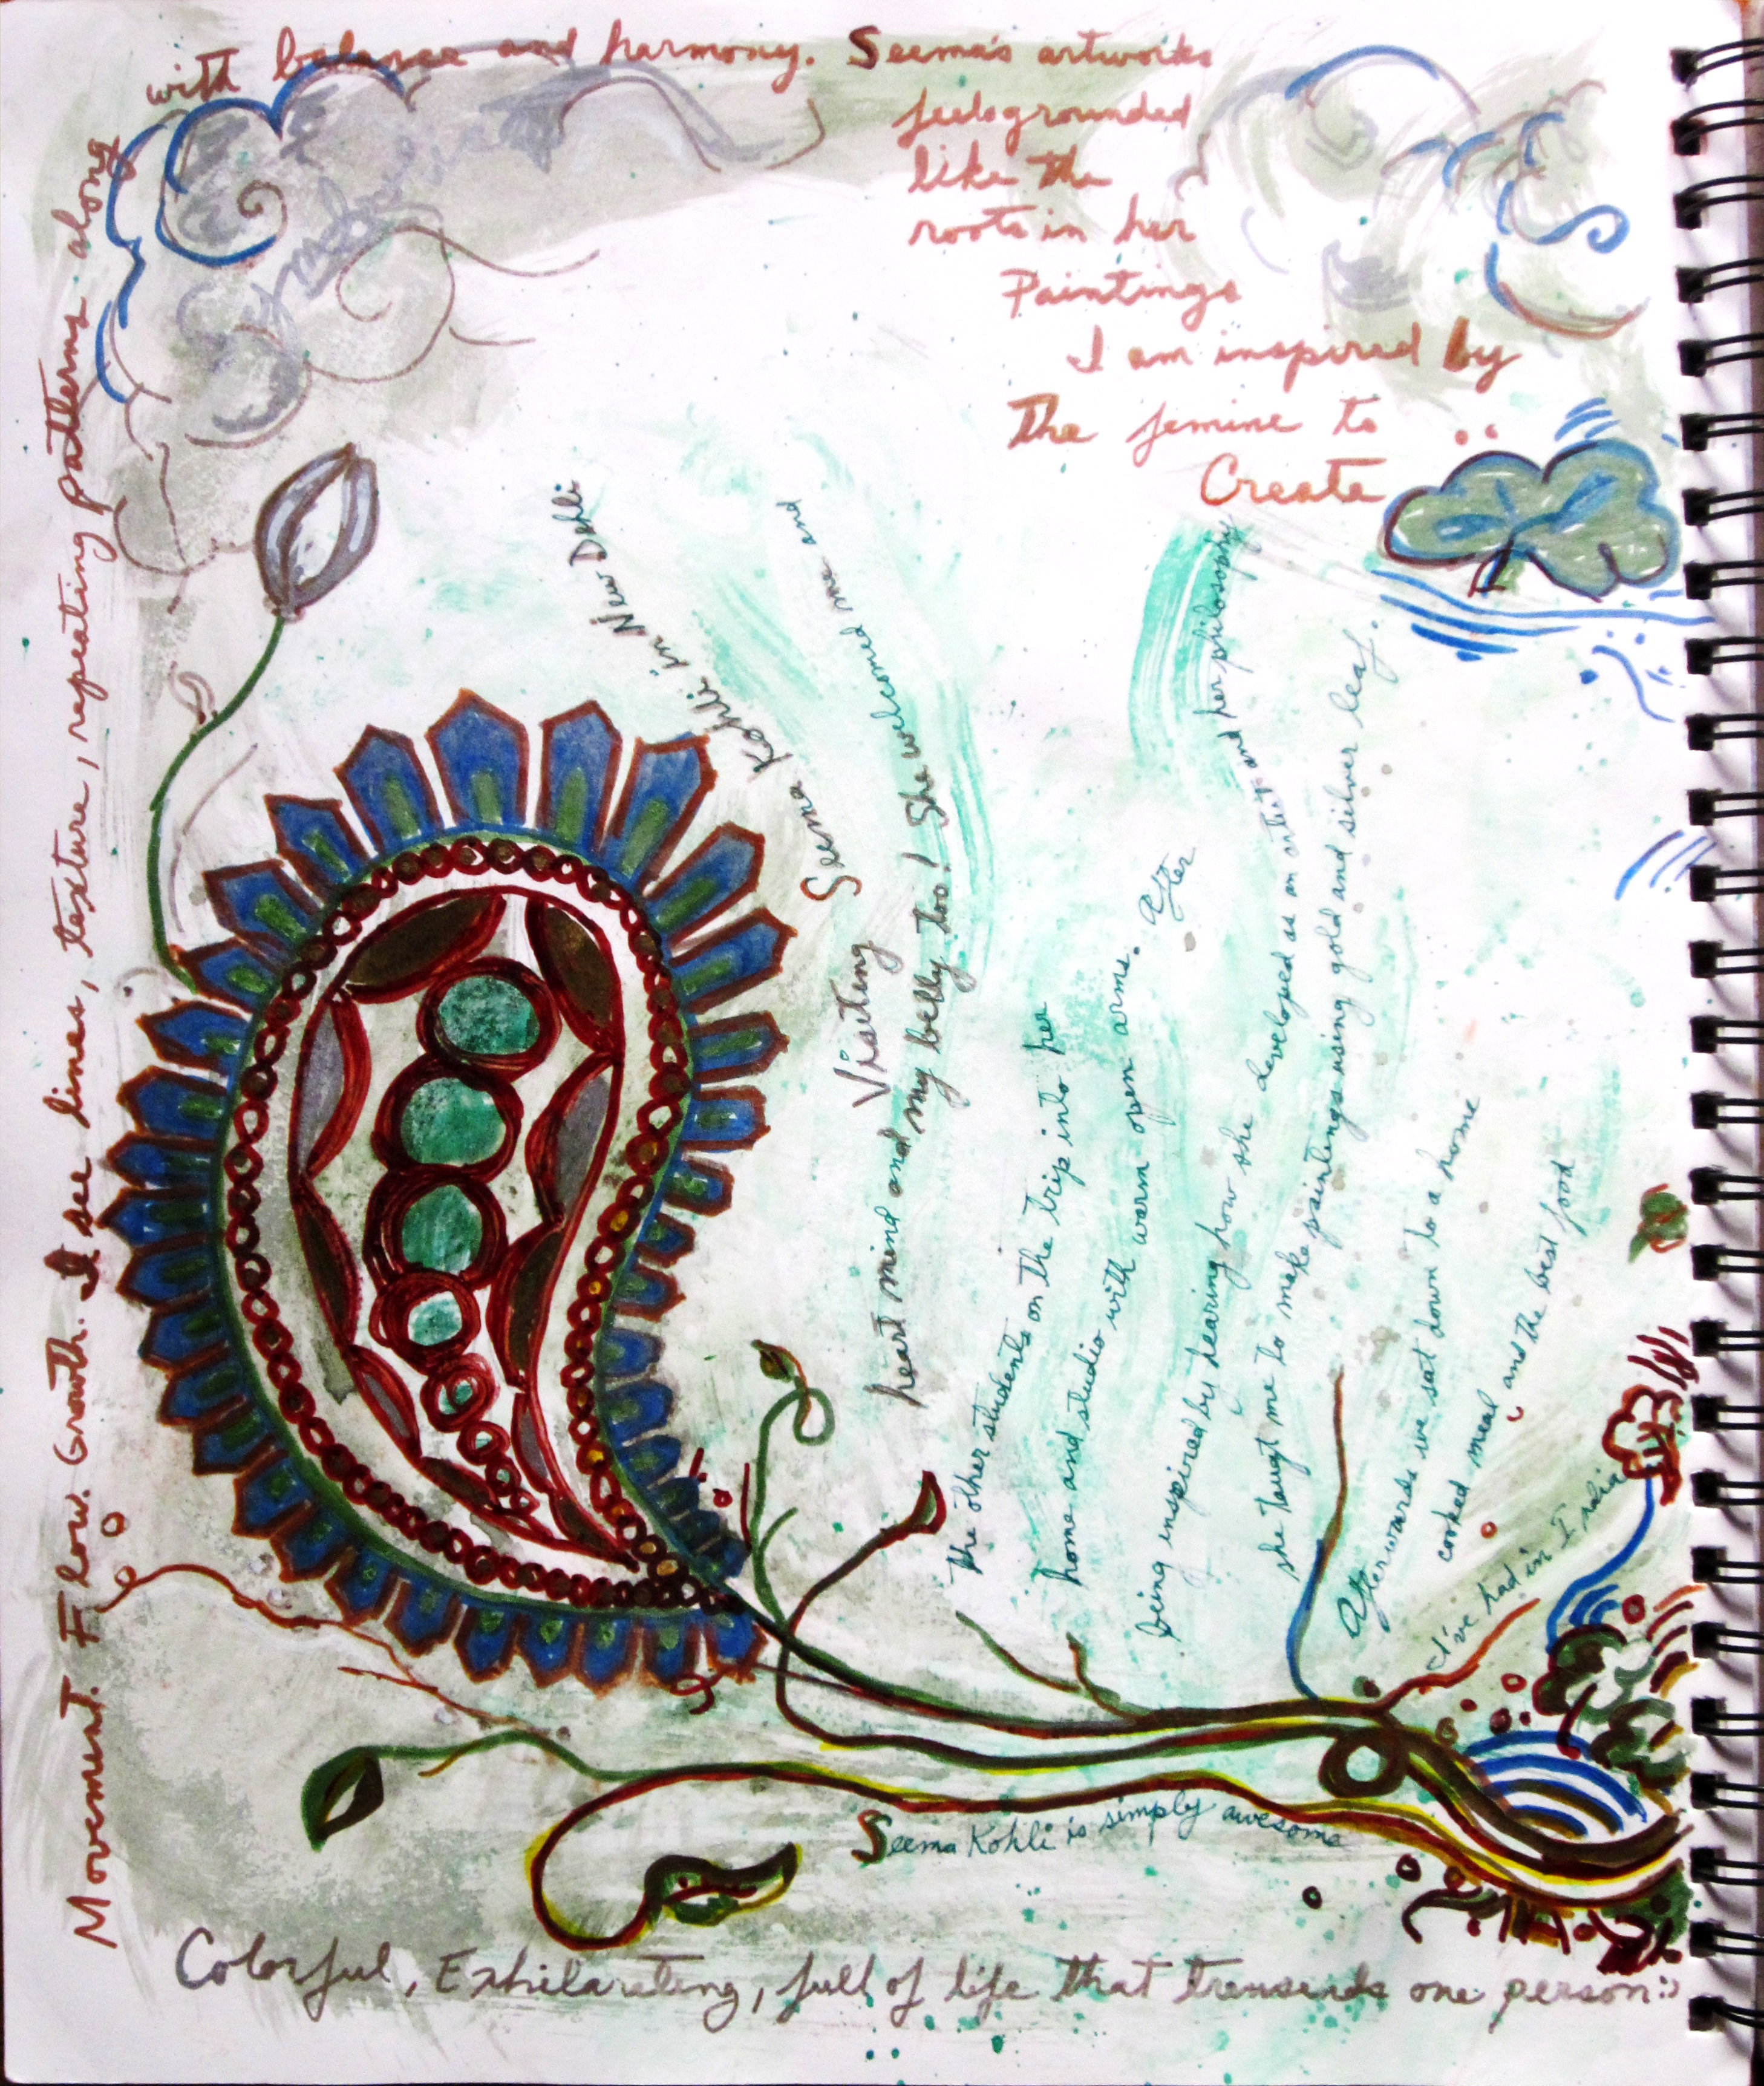 Movement. Flow. Growth. I see lines, texture, repeating patterns along
with balance and harmony. Seema's artworks
feels grounded
like the
roots in her
Paintings
I am inspired by
The femine to
Create
Visiting Seema Kohli in New Dehli
heart mind and my belly too! She welcomed me and
the other students on the trip into her
home and studio with warm open arms. After
being inspired by hearing how she developed as an artist and her philosophy
she taught me to make paintings using gold and silver leaf.
Afterwards we sat down to a home
cooked meal and the best food
I've had in India
Seema Kohli is simply awesome
Colorful, Exhilarating, full of life that transends one person:)